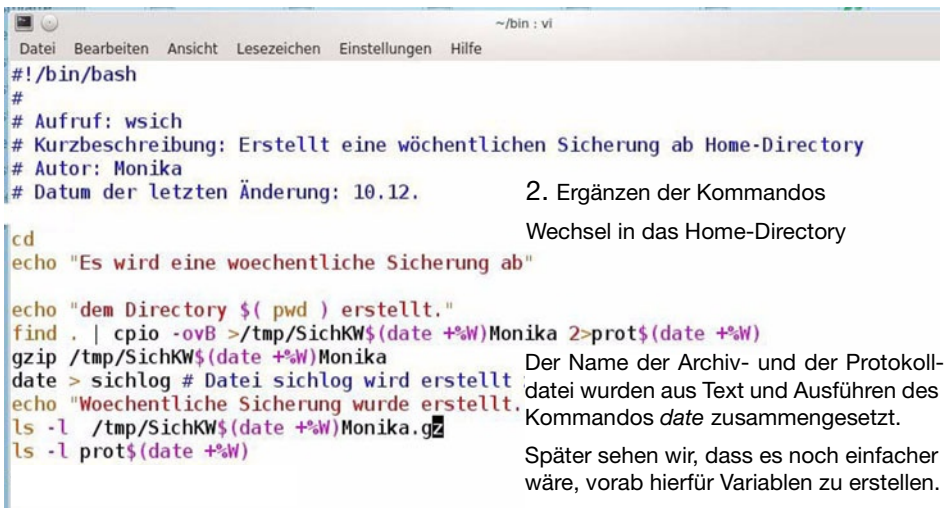 ~/bin : vi
Datei Bearbeiten Ansicht Lesezeichen Einstellungen Hilfe
#!/bin/bash
#
# Aufruf: wsich
# Kurzbeschreibung: Erstellt eine wöchentlichen Sicherung ab Home-Directory
# Autor: Monika
# Datum der letzten Änderung: 10.12.
2. Ergänzen der Kommandos
Wechsel in das Home-Directory
cd
echo "Es wird eine woechentliche Sicherung ab"
echo "dem Directory $( pwd ) erstellt."
find . | cpio -ovB >/tmp/SichKW$(date +%W)Monika 2>prot$(date +%W)
gzip /tmp/SichKW$(date +%W)Monika
date > sichlog # Datei sichlog wird erstellt
echo "Woechentliche Sicherung wurde erstellt.
ls -l /tmp/SichKW$(date +%W)Monika.gz
ls -l prot$(date +%W)
Der Name der Archiv- und der Protokoll-
datei wurden aus Text und Ausführen des
Kommandos date zusammengesetzt.
Später sehen wir, dass es noch einfacher
wäre, vorab hierfür Variablen zu erstellen.